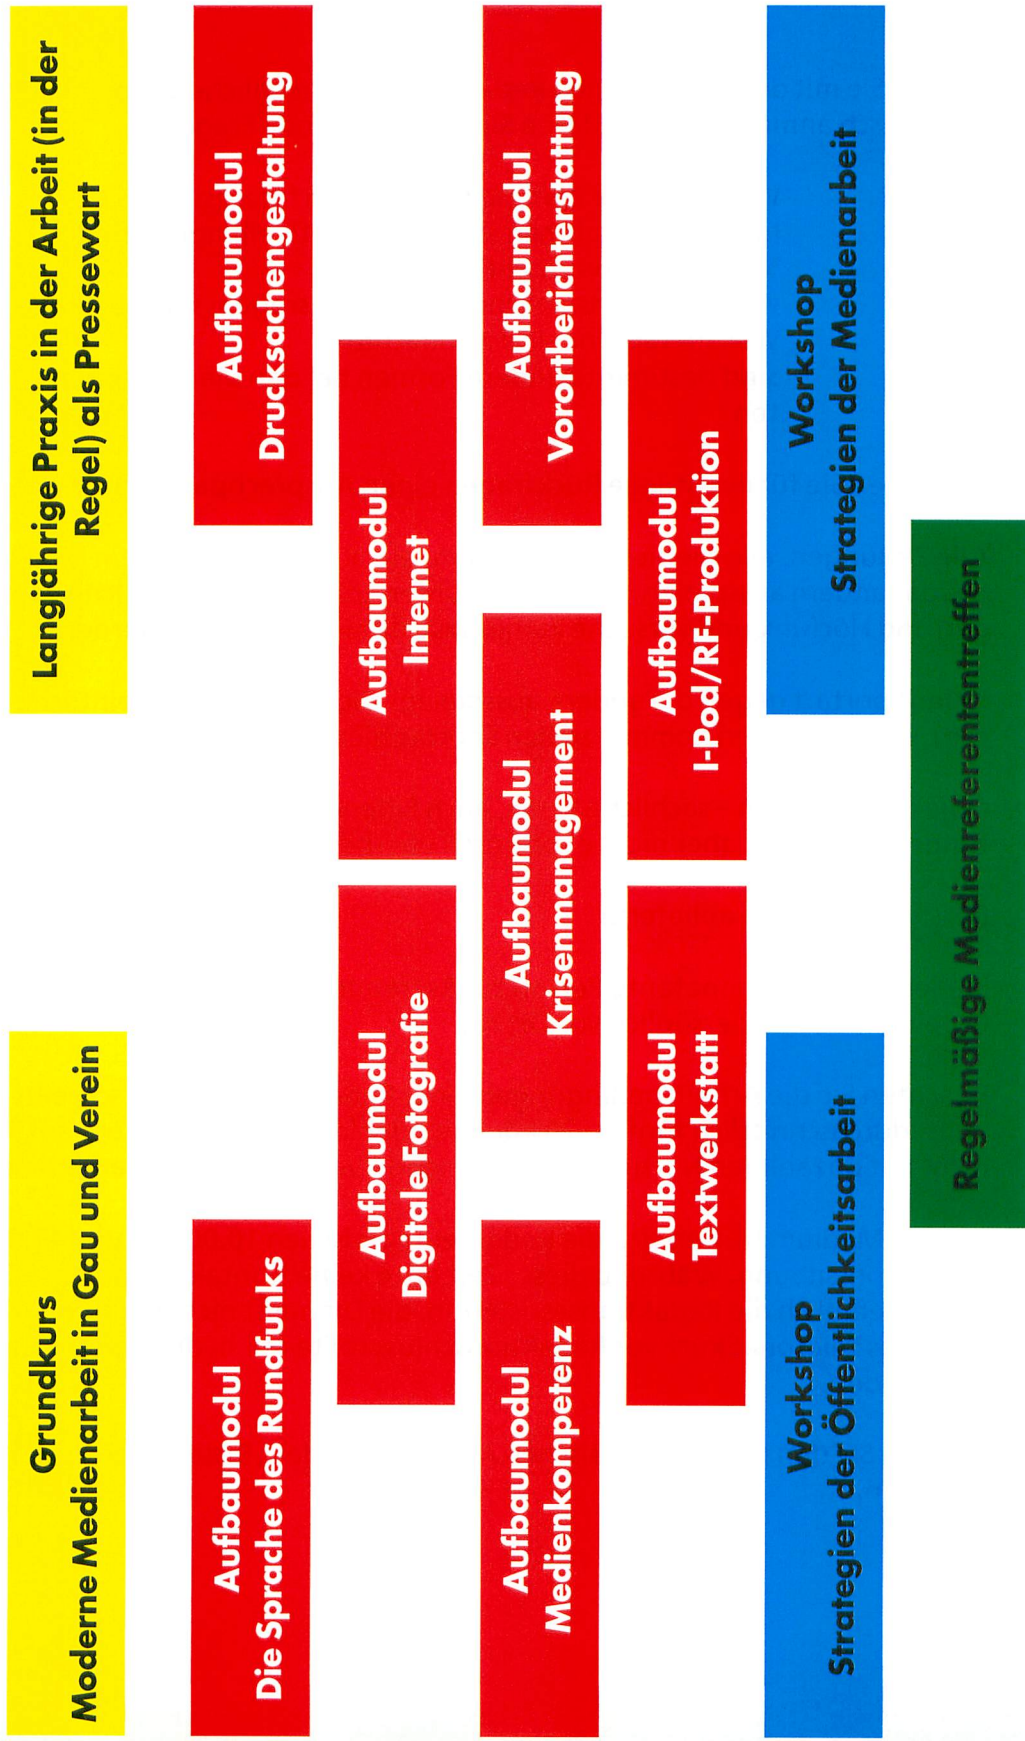 Grundkurs
Moderne Medienarbeit in Gau und Verein
Langjährige Praxis in der Arbeit (in der
Regel) als Pressewart
Aufbaumodul
Die Sprache des Rundfunks
Aufbaumodul
Drucksachengestaltung
Aufbaumodul
Digitale Fotografie
Aufbaumodul
Internet
Aufbaumodul
Medienkompetenz
Aufbaumodul
Krisenmanagement
Aufbaumodul
Vorortberichterstattung
Aufbaumodul
Textwerkstatt
Aufbaumodul
I-Pod/RF-Produktion
Workshop
Strategien der Öffentlichkeitsarbeit
Workshop
Strategien der Medienarbeit
Regelmäßige Medienreferententreffen